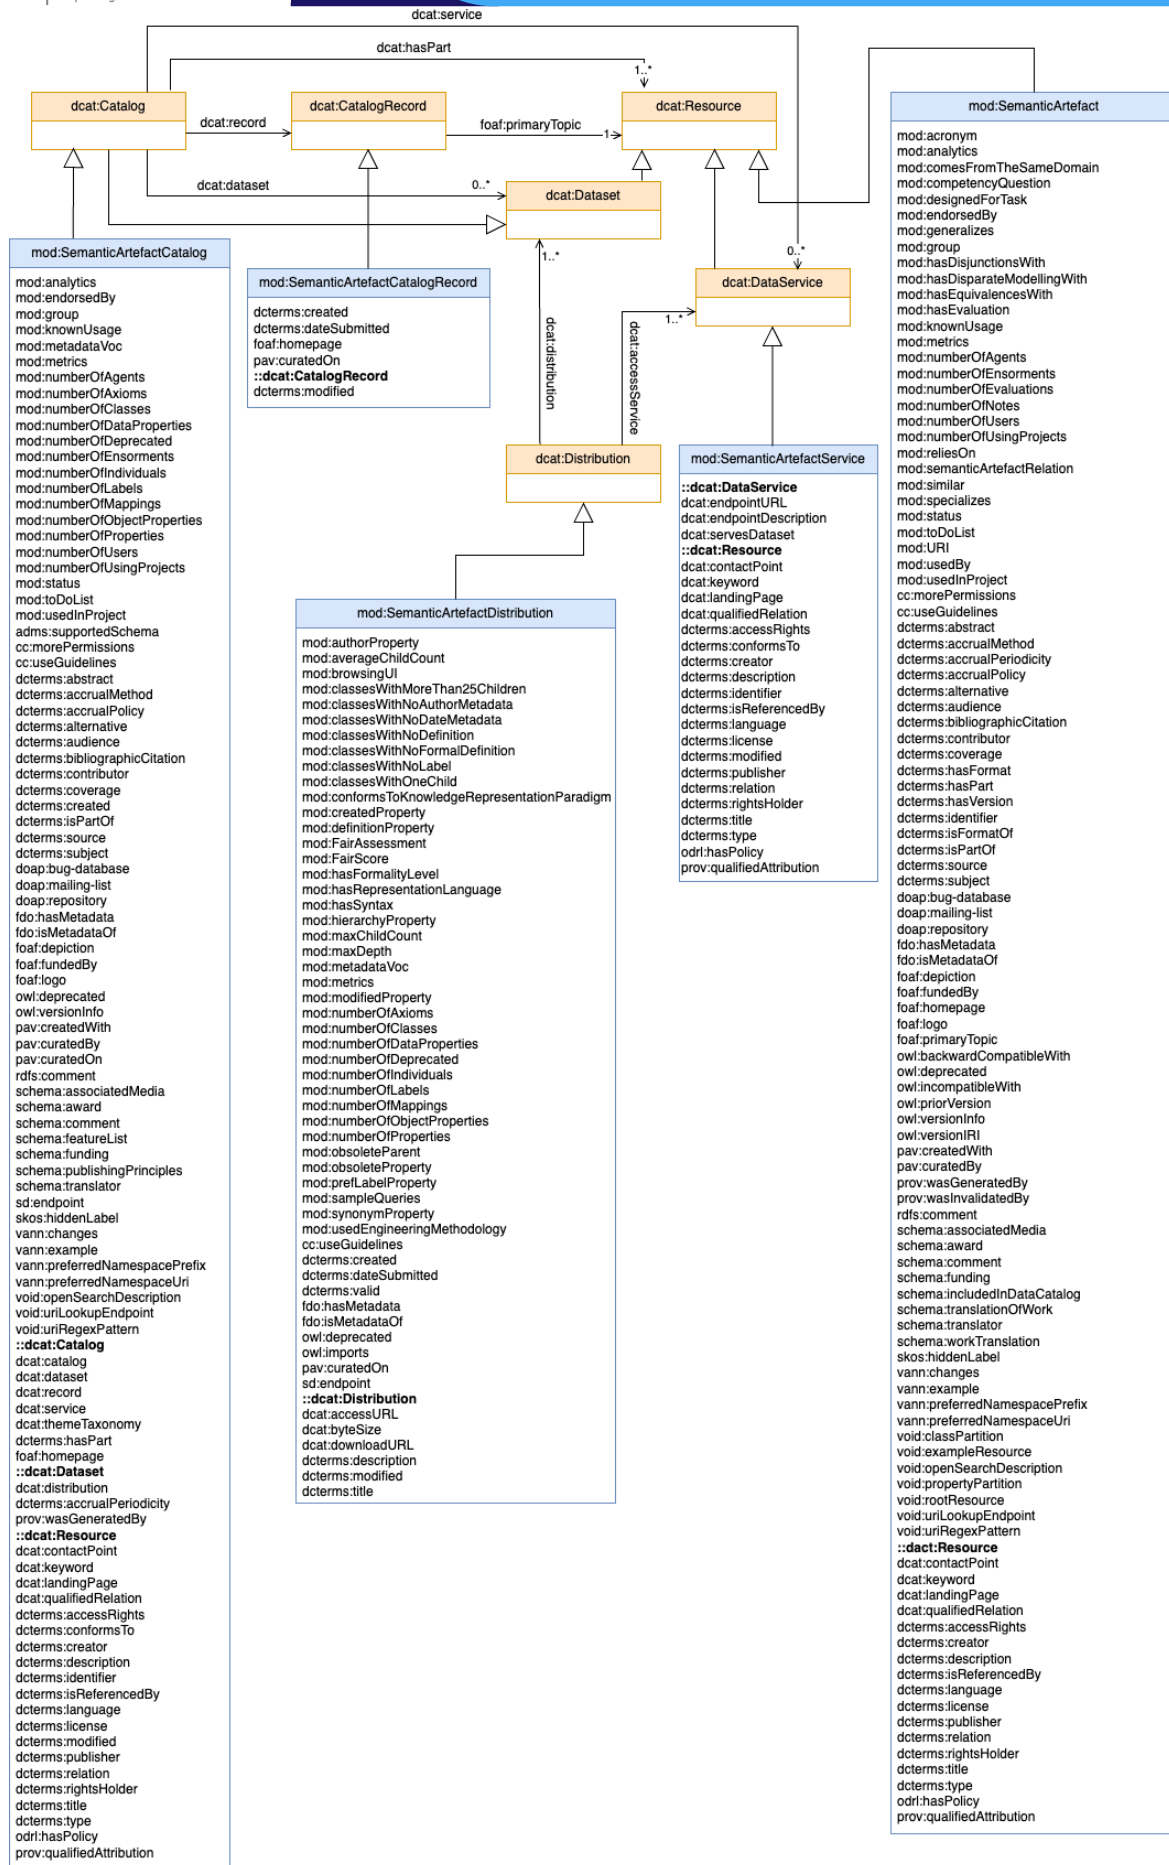 dcat:service
dcat:hasPart
1..*
dcat:Catalog
dcat:CatalogRecord
dcat:Resource
mod:SemanticArtefact
dcat:record
foaf:primaryTopic
1
dcat:dataset
0..*
dcat:Dataset
1..*
0..*
dcat:DataService
1..*
dcat:distribution
dcat:accessService
dcat:Distribution
mod:SemanticArtefactCatalog
mod:analytics
mod:endorsedBy
mod:group
mod:knownUsage
mod:metadataVoc
mod:metrics
mod:numberOfAgents
mod:numberOfAxioms
mod:numberOfClasses
mod:numberOfDataProperties
mod:numberOfDeprecated
mod:numberOfEnsorments
mod:numberOfIndividuals
mod:numberOfLabels
mod:numberOfMappings
mod:numberOfObjectProperties
mod:numberOfProperties
mod:numberOfUsers
mod:numberOfUsingProjects
mod:status
mod:toDoList
mod:usedInProject
adms:supportedSchema
cc:morePermissions
cc:useGuidelines
dcterms:abstract
dcterms:accrualMethod
dcterms:accrualPolicy
dcterms:alternative
dcterms:audience
dcterms:bibliographicCitation
dcterms:contributor
dcterms:coverage
dcterms:created
dcterms:isPartOf
dcterms:source
dcterms:subject
doap:bug-database
doap:mailing-list
doap:repository
fdo:hasMetadata
fdo:isMetadataOf
foaf:depiction
foaf:fundedBy
foaf:logo
owl:deprecated
owl:versionInfo
pav:createdWith
pav:curatedBy
pav:curatedOn
rdfs:comment
schema:associatedMedia
schema:award
schema:comment
schema:featureList
schema:funding
schema:publishingPrinciples
schema:translator
sd:endpoint
skos:hiddenLabel
vann:changes
vann:example
vann:preferredNamespacePrefix
vann:preferredNamespaceUri
void:openSearchDescription
void:uriLookupEndpoint
void:uriRegexPattern
::dcat:Catalog
dcat:catalog
dcat:dataset
dcat:record
dcat:service
dcat:themeTaxonomy
dcterms:hasPart
foaf:homepage
::dcat:Dataset
dcat:distribution
dcterms:accrualPeriodicity
prov:wasGeneratedBy
::dcat:Resource
dcat:contactPoint
dcat:keyword
dcat:landingPage
dcat:qualifiedRelation
dcterms:accessRights
dcterms:conformsTo
dcterms:creator
dcterms:description
dcterms:identifier
dcterms:isReferencedBy
dcterms:language
dcterms:license
dcterms:modified
dcterms:publisher
dcterms:relation
dcterms:rightsHolder
dcterms:title
dcterms:type
odrl:hasPolicy
prov:qualifiedAttribution
mod:SemanticArtefactCatalogRecord
dcterms:created
dcterms:dateSubmitted
foaf:homepage
pav:curatedOn
::dcat:CatalogRecord
dcterms:modified
mod:SemanticArtefactDistribution
mod:authorProperty
mod:averageChildCount
mod:browsingUI
mod:classesWithMoreThan25Children
mod:classesWithNoAuthorMetadata
mod:classesWithNoDateMetadata
mod:classesWithNoDefinition
mod:classesWithNoFormalDefinition
mod:classesWithNoLabel
mod:classesWithOneChild
mod:conformsToKnowledgeRepresentationParadigm
mod:createdProperty
mod:definitionProperty
mod:FairAssessment
mod:FairScore
mod:hasFormalityLevel
mod:hasRepresentationLanguage
mod:hasSyntax
mod:hierarchyProperty
mod:maxChildCount
mod:maxDepth
mod:metadataVoc
mod:metrics
mod:modifiedProperty
mod:numberOfAxioms
mod:numberOfClasses
mod:numberOfDataProperties
mod:numberOfDeprecated
mod:numberOfIndividuals
mod:numberOfLabels
mod:numberOfMappings
mod:numberOfObjectProperties
mod:numberOfProperties
mod:obsoleteParent
mod:obsoleteProperty
mod:prefLabelProperty
mod:sampleQueries
mod:synonymProperty
mod:usedEngineeringMethodology
cc:useGuidelines
dcterms:created
dcterms:dateSubmitted
dcterms:valid
fdo:hasMetadata
fdo:isMetadataOf
owl:deprecated
owl:imports
pav:curatedOn
sd:endpoint
::dcat:Distribution
dcat:accessURL
dcat:byteSize
dcat:downloadURL
dcterms:description
dcterms:modified
dcterms:title
mod:SemanticArtefactService
::dcat:DataService
dcat:endpointURL
dcat:endpointDescription
dcat:servesDataset
::dcat:Resource
dcat:contactPoint
dcat:keyword
dcat:landingPage
dcat:qualifiedRelation
dcterms:accessRights
dcterms:conformsTo
dcterms:creator
dcterms:description
dcterms:identifier
dcterms:isReferencedBy
dcterms:language
dcterms:license
dcterms:modified
dcterms:publisher
dcterms:relation
dcterms:rightsHolder
dcterms:title
dcterms:type
odrl:hasPolicy
prov:qualifiedAttribution
mod:acronym
mod:analytics
mod:comesFromTheSameDomain
mod:competencyQuestion
mod:designedForTask
mod:endorsedBy
mod:generalizes
mod:group
mod:hasDisjunctionsWith
mod:hasDisparateModellingWith
mod:hasEquivalencesWith
mod:hasEvaluation
mod:knownUsage
mod:metrics
mod:numberOfAgents
mod:numberOfEnsorments
mod:numberOfEvaluations
mod:numberOfNotes
mod:numberOfUsers
mod:numberOfUsingProjects
mod:reliesOn
mod:semanticArtefactRelation
mod:similar
mod:specializes
mod:status
mod:toDoList
mod:URI
mod:usedBy
mod:usedInProject
cc:morePermissions
cc:useGuidelines
dcterms:abstract
dcterms:accrualMethod
dcterms:accrualPeriodicity
dcterms:accrualPolicy
dcterms:alternative
dcterms:audience
dcterms:bibliographicCitation
dcterms:contributor
dcterms:coverage
dcterms:hasFormat
dcterms:hasPart
dcterms:hasVersion
dcterms:identifier
dcterms:isFormatOf
dcterms:isPartOf
dcterms:source
dcterms:subject
doap:bug-database
doap:mailing-list
doap:repository
fdo:hasMetadata
fdo:isMetadataOf
foaf:depiction
foaf:fundedBy
foaf:homepage
foaf:logo
foaf:primaryTopic
owl:backwardCompatibleWith
owl:deprecated
owl:incompatibleWith
owl:priorVersion
owl:versionInfo
owl:versionIRI
pav:createdWith
pav:curatedBy
prov:wasGeneratedBy
prov:wasInvalidatedBy
rdfs:comment
schema:associatedMedia
schema:award
schema:comment
schema:funding
schema:includedInDataCatalog
schema:translationOfWork
schema:translator
schema:workTranslation
skos:hiddenLabel
vann:changes
vann:example
vann:preferredNamespacePrefix
vann:preferredNamespaceUri
void:classPartition
void:exampleResource
void:openSearchDescription
void:propertyPartition
void:rootResource
void:uriLookupEndpoint
void:uriRegexPattern
::dact:Resource
dcat:contactPoint
dcat:keyword
dcat:landingPage
dcat:qualifiedRelation
dcterms:accessRights
dcterms:creator
dcterms:description
dcterms:isReferencedBy
dcterms:language
dcterms:license
dcterms:publisher
dcterms:relation
dcterms:rightsHolder
dcterms:title
dcterms:type
odrl:hasPolicy
prov:qualifiedAttribution